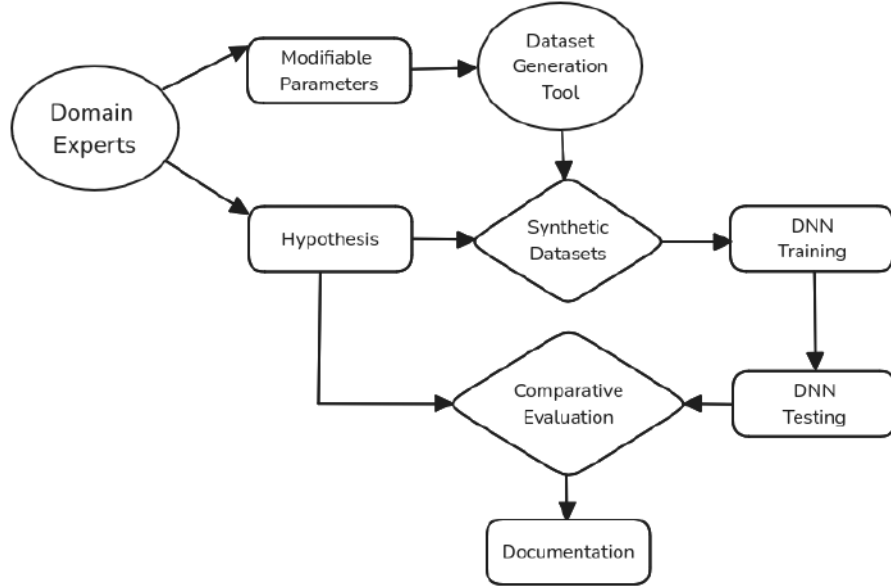 Domain
Experts
Modifiable
Parameters
Dataset
Generation
Tool
Hypothesis
Synthetic
Datasets
DNN
Training
Comparative
Evaluation
DNN
Testing
Documentation